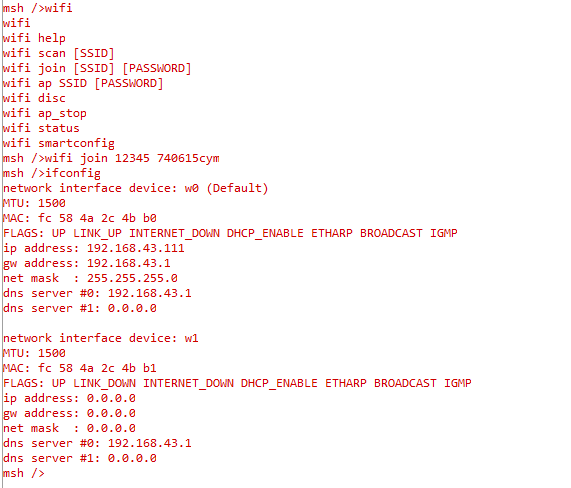 msh />wifi
wifi
wifi help
wifi scan [SSID]
wifi join [SSID] [PASSWORD]
wifi ap SSID [PASSWORD]
wifi disc
wifi ap_stop
wifi status
wifi smartconfig
msh />wifi join 12345 740615cym
msh />ifconfig
network interface device: w0 (Default)
MTU: 1500
MAC: fc 58 4a 2c 4b b0
FLAGS: UP LINK_UP INTERNET_DOWN DHCP_ENABLE ETHARP BROADCAST IGMP
ip address: 192.168.43.111
gw address: 192.168.43.1
net mask  : 255.255.255.0
dns server #0: 192.168.43.1
dns server #1: 0.0.0.0

network interface device: w1
MTU: 1500
MAC: fc 58 4a 2c 4b b1
FLAGS: UP LINK_DOWN INTERNET_DOWN DHCP_ENABLE ETHARP BROADCAST IGMP
ip address: 0.0.0.0
gw address: 0.0.0.0
net mask  : 0.0.0.0
dns server #0: 192.168.43.1
dns server #1: 0.0.0.0
msh />